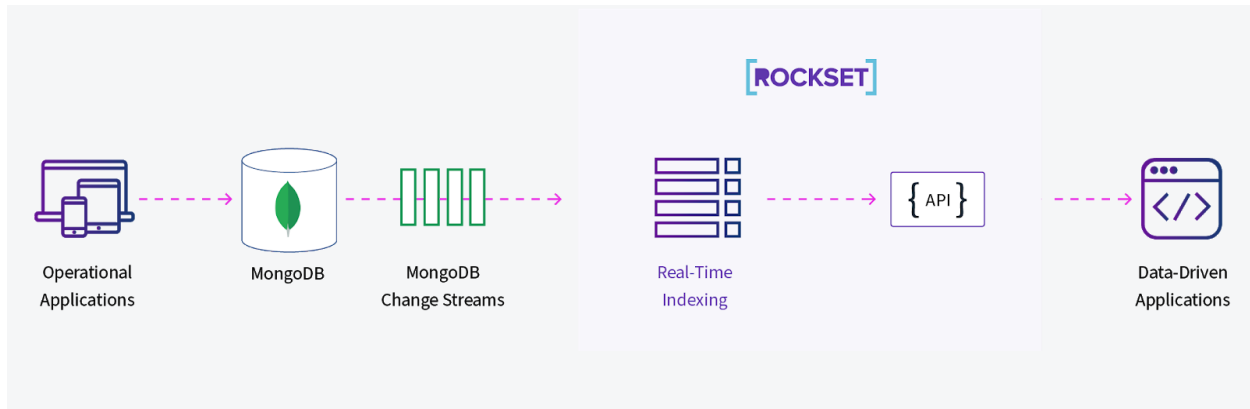 [ROCKSET]
Operational
Applications
MongoDB
MongoDB
Change Streams
Real-Time
Indexing
{ API }
</>
Data-Driven
Applications